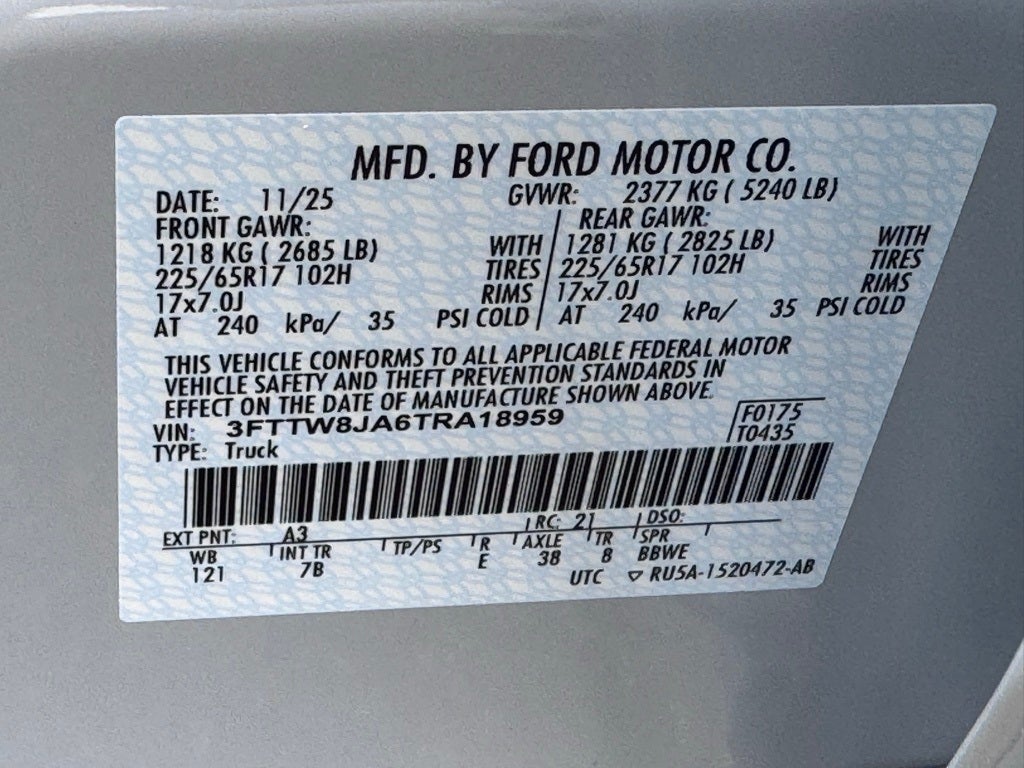 MFD. BY FORD MOTOR CO.
DATE: 11/25 GVWR: 2377 KG ( 5240 LB)
FRONT GAWR: REAR GAWR:
1218 KG ( 2685 LB) WITH 1281 KG ( 2825 LB) WITH
225/65R17 102H TIRES 225/65R17 102H TIRES
17x7.0J RIMS 17x7.0J RIMS
AT 240 kPa/ 35 PSI COLD AT 240 kPa/ 35 PSI COLD
THIS VEHICLE CONFORMS TO ALL APPLICABLE FEDERAL MOTOR
VEHICLE SAFETY AND THEFT PREVENTION STANDARDS IN
EFFECT ON THE DATE OF MANUFACTURE SHOWN ABOVE.
VIN: 3FTTW8JA6TRA18959 F0175
TYPE: Truck T0435
EXT PNT: A3 RC: 21 DSO:
WB INT TR TP/PS R AXLE TR SPR
121 7B E 38 8 BBWE
UTC ▽ RU5A-1520472-AB